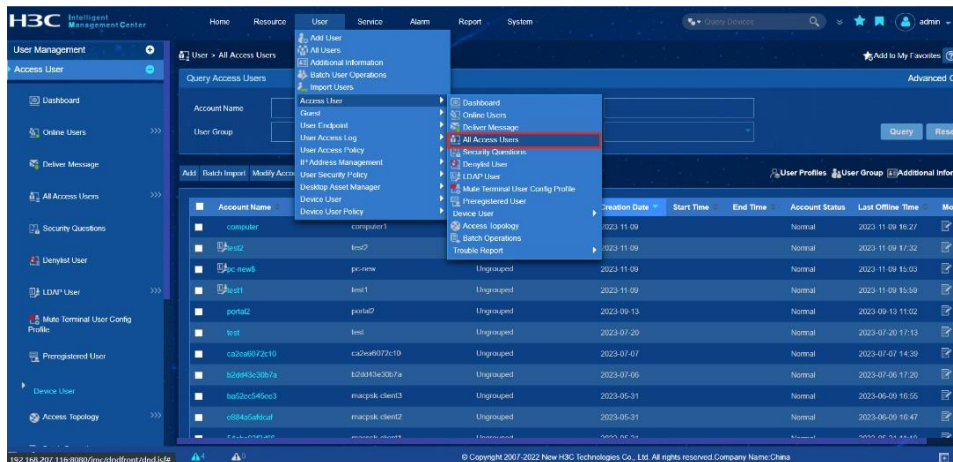 H3C Intelligent Management Center
Home Resource User Service Alarm Report System Query Devices admin
User Management
Access User
Dashboard
Online Users >>>
Deliver Message
All Access Users >>>
Security Questions
Denylist User
LDAP User >>>
Mute Terminal User Config Profile
Preregistered User
Device User
Access Topology >>>
User > All Access Users
Add to My Favorites
Query Access Users
Advanced
Account Name
User Group
Query
Add Batch Import
User Profiles User Group Additional Infor
Add User
All Users
Additional Information
Batch User Operations
Import Users
Access User
Guest
User Endpoint
User Access Log
User Access Policy
IP Address Management
User Security Policy
Desktop Asset Manager
Device User
Device User Policy
Dashboard
Online Users
Deliver Message
All Access Users
Security Questions
Denylist User
LDAP User
Mute Terminal User Config Profile
Preregistered User
Device User
Access Topology
Batch Operations
Trouble Report
Account Name Creation Date Start Time End Time Account Status Last Offline Time
computer computer1 2023-11-09 Normal 2023-11-09 16:27
test2 test2 2023-11-09 Normal 2023-11-09 17:32
pc-new Ungrouped 2023-11-09 Normal 2023-11-09 15:03
test1 test1 Ungrouped 2023-11-09 Normal 2023-11-09 15:59
portal2 portal2 Ungrouped 2023-09-13 Normal 2023-09-13 11:02
test test Ungrouped 2023-07-20 Normal 2023-07-20 17:13
ca2ea6072c10 ca2ea6072c10 Ungrouped 2023-07-07 Normal 2023-07-07 14:39
b2dd43e30b7a b2dd43e30b7a Ungrouped 2023-07-06 Normal 2023-07-06 17:20
ba52ec545ee3 macpsk client3 Ungrouped 2023-05-31 Normal 2023-06-09 16:55
e884a5afdcaf macpsk client2 Ungrouped 2023-05-31 Normal 2023-06-09 16:47
192.168.207.116:8080/imc/dndfront/dnd.jsf#
© Copyright 2007-2022 New H3C Technologies Co., Ltd. All rights reserved.Company Name:China